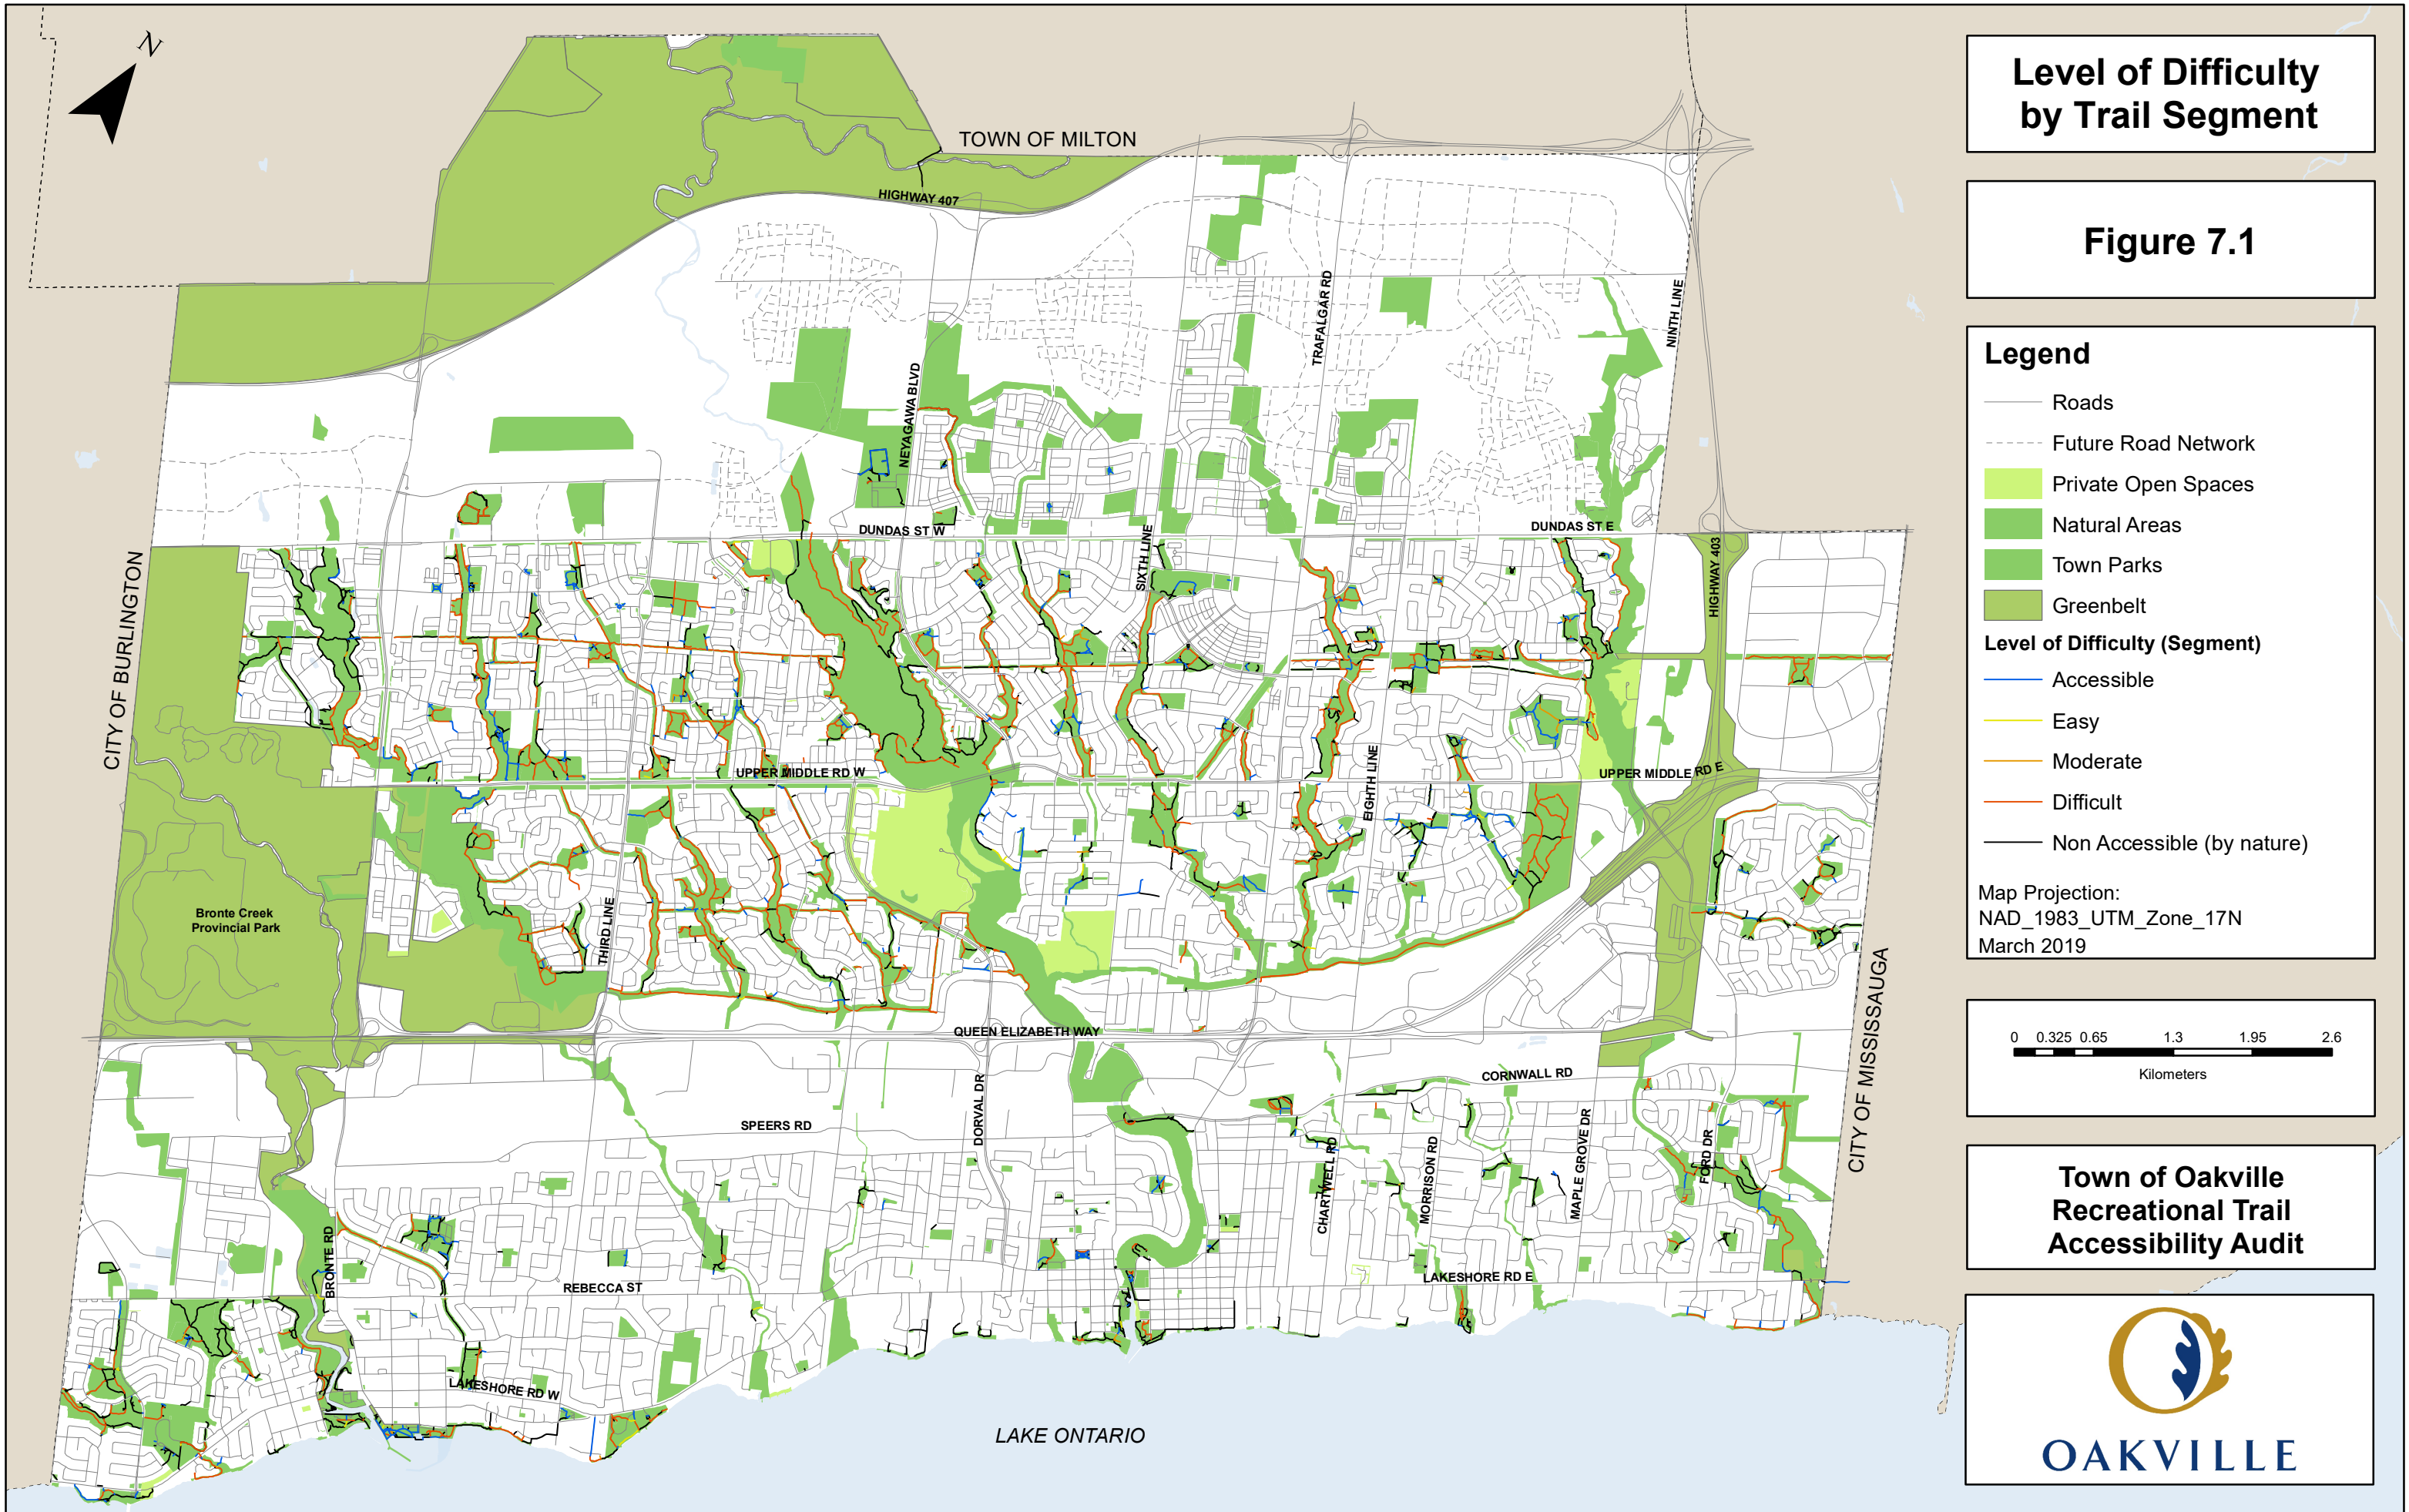 N
TOWN OF MILTON
HIGHWAY 407
TRAFALGAR RD
NINTH LINE
NEYAGAWA BLVD
DUNDAS ST W
SIXTH LINE
DUNDAS ST E
HIGHWAY 403
CITY OF BURLINGTON
UPPER MIDDLE RD W
EIGHTH LINE
UPPER MIDDLE RD E
Bronte Creek
Provincial Park
THIRD LINE
CITY OF MISSISSAUGA
QUEEN ELIZABETH WAY
CORNWALL RD
SPEERS RD
DORVAL DR
CHARTWELL RD
MORRISON RD
MAPLE GROVE DR
FORD DR
BRONTE RD
REBECCA ST
LAKESHORE RD E
LAKESHORE RD W
LAKE ONTARIO
Level of Difficulty
by Trail Segment
Figure 7.1
Legend
Roads
Future Road Network
Private Open Spaces
Natural Areas
Town Parks
Greenbelt
Level of Difficulty (Segment)
Accessible
Easy
Moderate
Difficult
Non Accessible (by nature)
Map Projection:
NAD_1983_UTM_Zone_17N
March 2019
0 0.325 0.65 1.3 1.95 2.6
Kilometers
Town of Oakville
Recreational Trail
Accessibility Audit
OAKVILLE